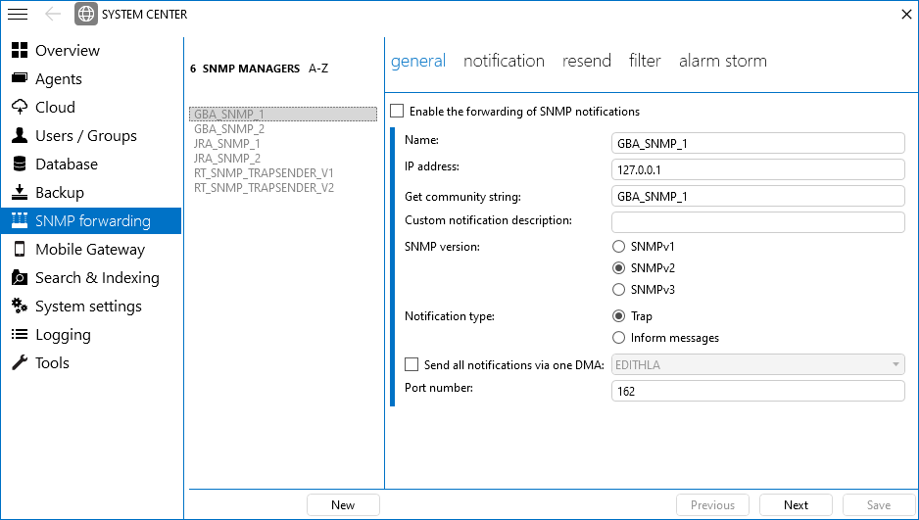 SYSTEM CENTER
Overview
Agents
Cloud
Users / Groups
Database
Backup
SNMP forwarding
Mobile Gateway
Search & Indexing
System settings
Logging
Tools
6 SNMP MANAGERS A-Z
GBA_SNMP_1
GBA_SNMP_2
JRA_SNMP_1
JRA_SNMP_2
RT_SNMP_TRAPSENDER_V1
RT_SNMP_TRAPSENDER_V2
New
general notification resend filter alarm storm
Enable the forwarding of SNMP notifications
Name: GBA_SNMP_1
IP address: 127.0.0.1
Get community string: GBA_SNMP_1
Custom notification description:
SNMP version: SNMPv1
SNMPv2
SNMPv3
Notification type: Trap
Inform messages
Send all notifications via one DMA: EDITHLA
Port number: 162
Previous Next Save